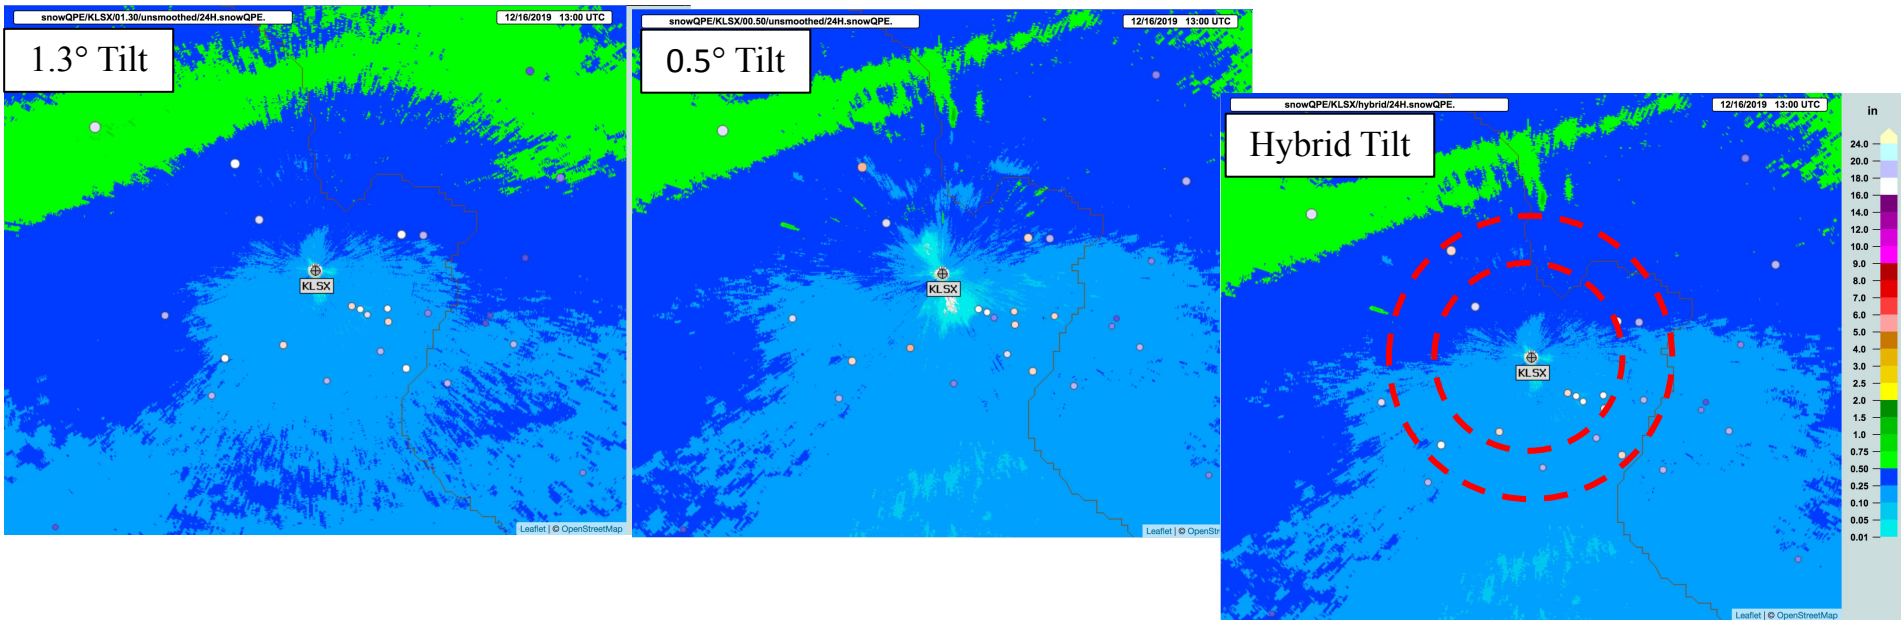 snowQPE/KLSX/01.30/unsmoothed/24H.snowQPE.
12/16/2019 13:00 UTC
1.3° Tilt
KLSX
Leaflet | © OpenStreetMap
snowQPE/KLSX/00.50/unsmoothed/24H.snowQPE.
12/16/2019 13:00 UTC
0.5° Tilt
KLSX
Leaflet | © OpenStr
snowQPE/KLSX/hybrid/24H.snowQPE.
12/16/2019 13:00 UTC
Hybrid Tilt
KLSX
Leaflet | © OpenStreetMap
in
24.0
20.0
18.0
16.0
14.0
12.0
10.0
9.0
8.0
7.0
6.0
5.0
4.0
3.0
2.5
2.0
1.5
1.0
0.75
0.50
0.25
0.10
0.05
0.01